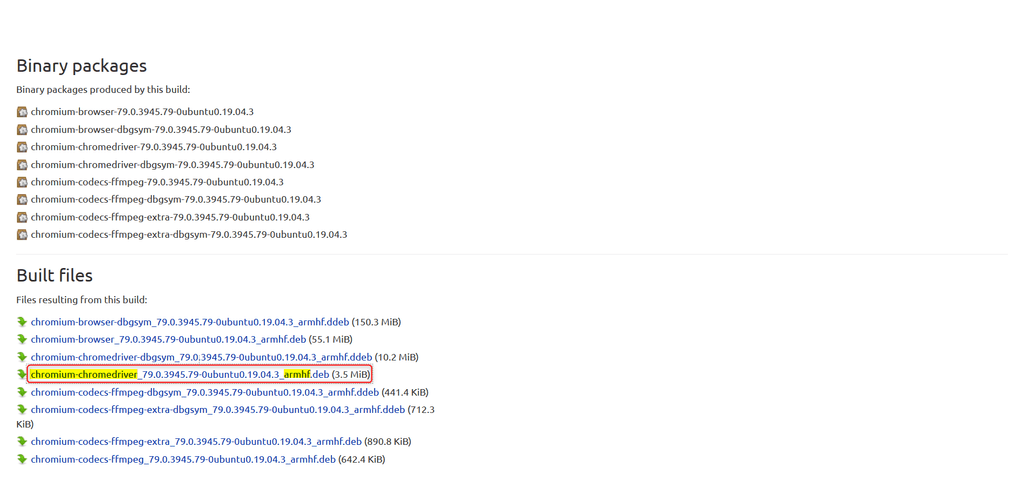 Binary packages
Binary packages produced by this build:
chromium-browser-79.0.3945.79-0ubuntu0.19.04.3
chromium-browser-dbgsym-79.0.3945.79-0ubuntu0.19.04.3
chromium-chromedriver-79.0.3945.79-0ubuntu0.19.04.3
chromium-chromedriver-dbgsym-79.0.3945.79-0ubuntu0.19.04.3
chromium-codecs-ffmpeg-79.0.3945.79-0ubuntu0.19.04.3
chromium-codecs-ffmpeg-dbgsym-79.0.3945.79-0ubuntu0.19.04.3
chromium-codecs-ffmpeg-extra-79.0.3945.79-0ubuntu0.19.04.3
chromium-codecs-ffmpeg-extra-dbgsym-79.0.3945.79-0ubuntu0.19.04.3
Built files
Files resulting from this build:
chromium-browser-dbgsym_79.0.3945.79-0ubuntu0.19.04.3_armhf.ddeb (150.3 MiB)
chromium-browser_79.0.3945.79-0ubuntu0.19.04.3_armhf.deb (55.1 MiB)
chromium-chromedriver-dbgsym_79.0.3945.79-0ubuntu0.19.04.3_armhf.ddeb (10.2 MiB)
chromium-chromedriver_79.0.3945.79-0ubuntu0.19.04.3_armhf.deb (3.5 MiB)
chromium-codecs-ffmpeg-dbgsym_79.0.3945.79-0ubuntu0.19.04.3_armhf.ddeb (441.4 KiB)
chromium-codecs-ffmpeg-extra-dbgsym_79.0.3945.79-0ubuntu0.19.04.3_armhf.ddeb (712.3
KiB)
chromium-codecs-ffmpeg-extra_79.0.3945.79-0ubuntu0.19.04.3_armhf.deb (890.8 KiB)
chromium-codecs-ffmpeg_79.0.3945.79-0ubuntu0.19.04.3_armhf.deb (642.4 KiB)